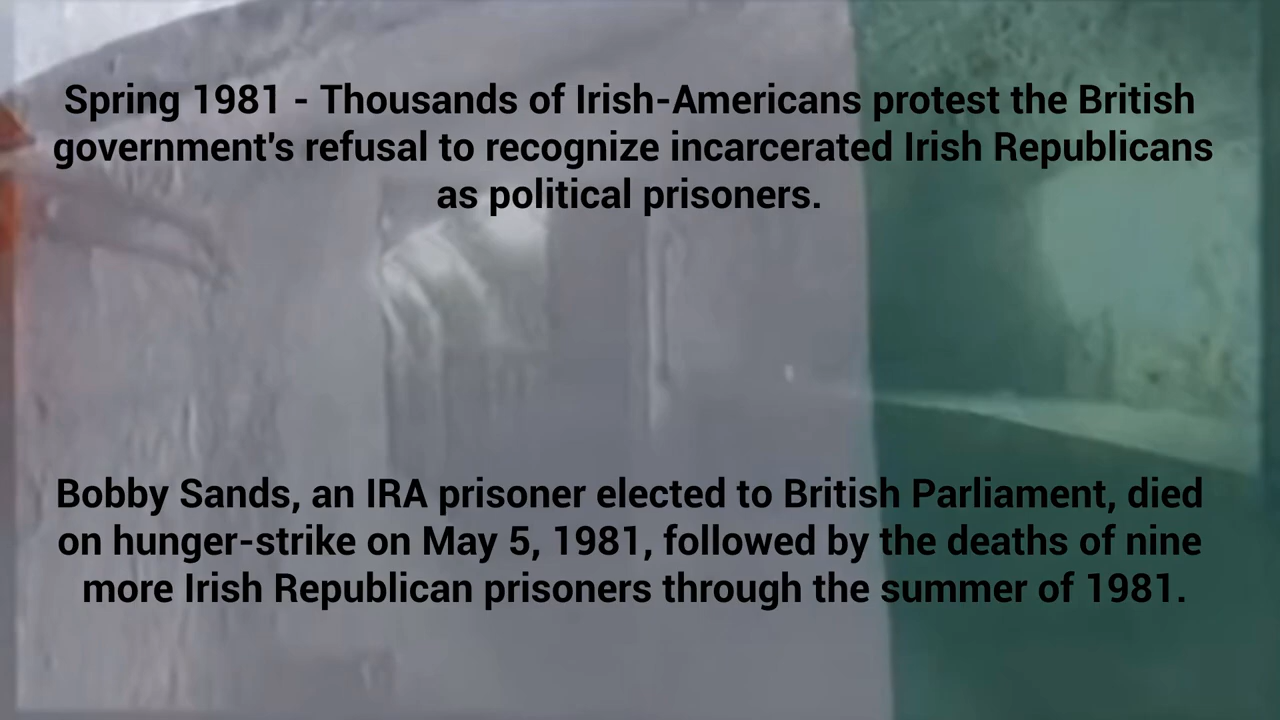 Spring 1981 - Thousands of Irish-Americans protest the British
government's refusal to recognize incarcerated Irish Republicans
as political prisoners.
Bobby Sands, an IRA prisoner elected to British Parliament, died
on hunger-strike on May 5, 1981, followed by the deaths of nine
more Irish Republican prisoners through the summer of 1981.